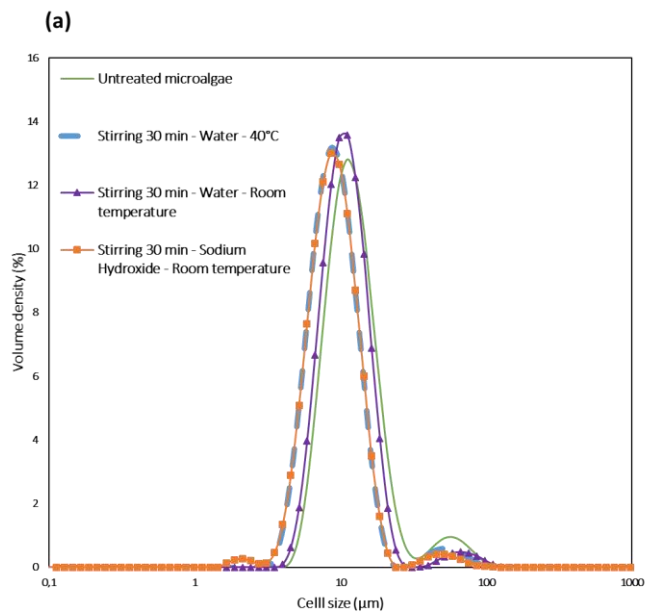 (a)
16
14
12
10
8
6
4
2
0
Volume density (%)
Untreated microalgae
Stirring 30 min - Water - 40°C
Stirring 30 min - Water - Room
temperature
Stirring 30 min - Sodium
Hydroxide - Room temperature
0,1
1
10
100
1000
Celll size (µm)